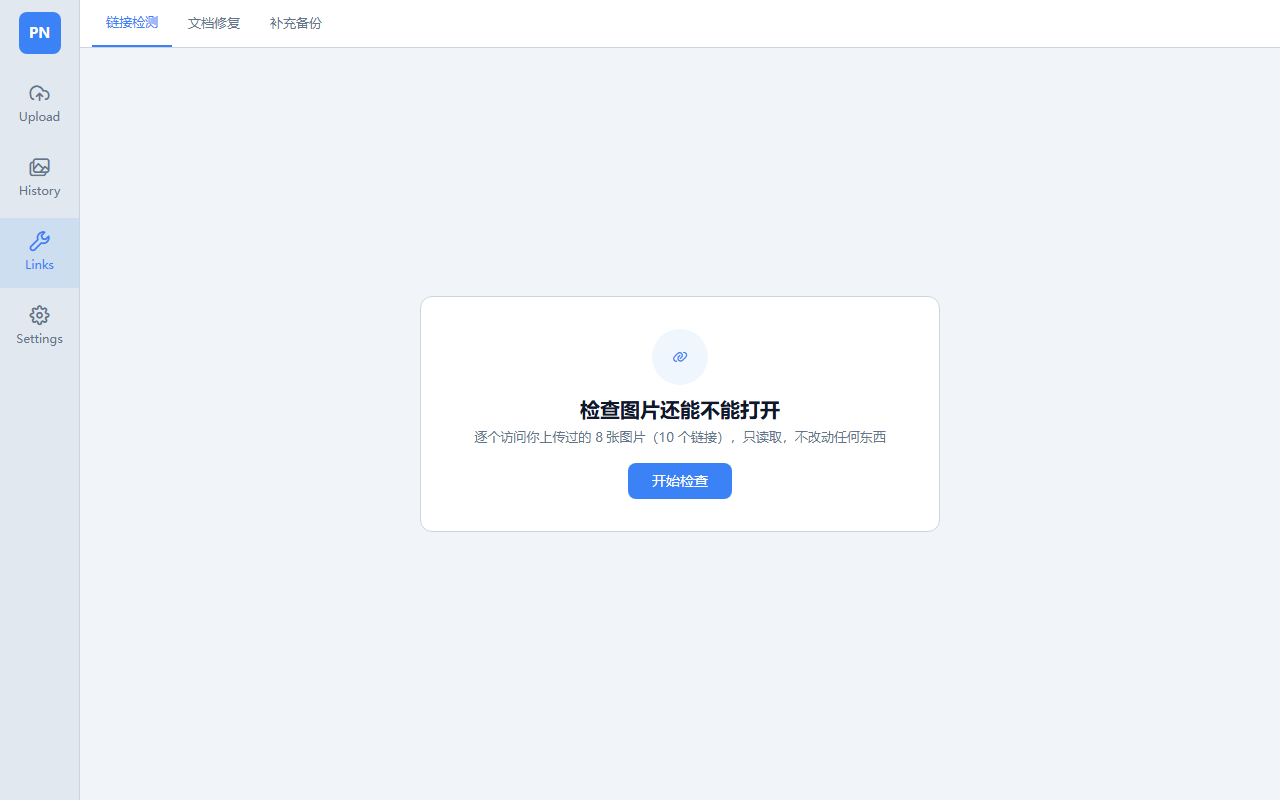 PN
链接检测
文档修复
补充备份
Upload
History
Links
Settings
检查图片还能不能打开
逐个访问你上传过的 8 张图片（10 个链接），只读取，不改动任何东西
开始检查